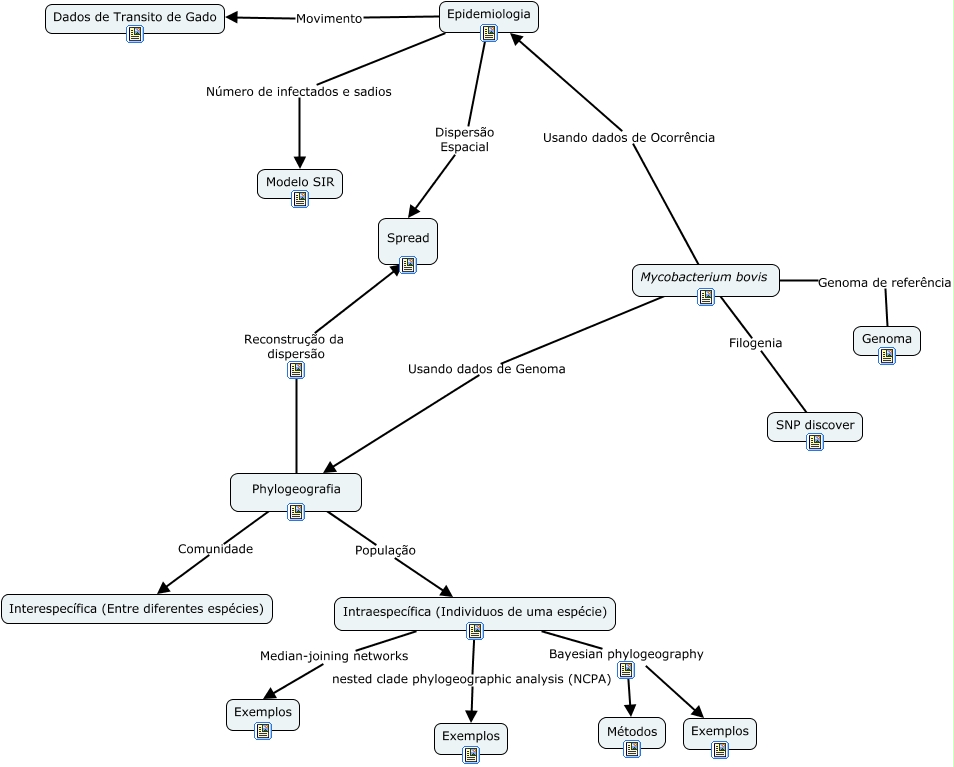 Dados de Transito de Gado
Movimento
Epidemiologia
Número de infectados e sadios
Dispersão
Espacial
Usando dados de Ocorrência
Modelo SIR
Spread
Mycobacterium bovis
Genoma de referência
Reconstrução da
dispersão
Filogenia
Genoma
Usando dados de Genoma
SNP discover
Phylogeografia
Comunidade
População
Interespecífica (Entre diferentes espécies)
Intraespecífica (Individuos de uma espécie)
Median-joining networks
Bayesian phylogeography
nested clade phylogeographic analysis (NCPA)
Exemplos
Exemplos
Métodos
Exemplos